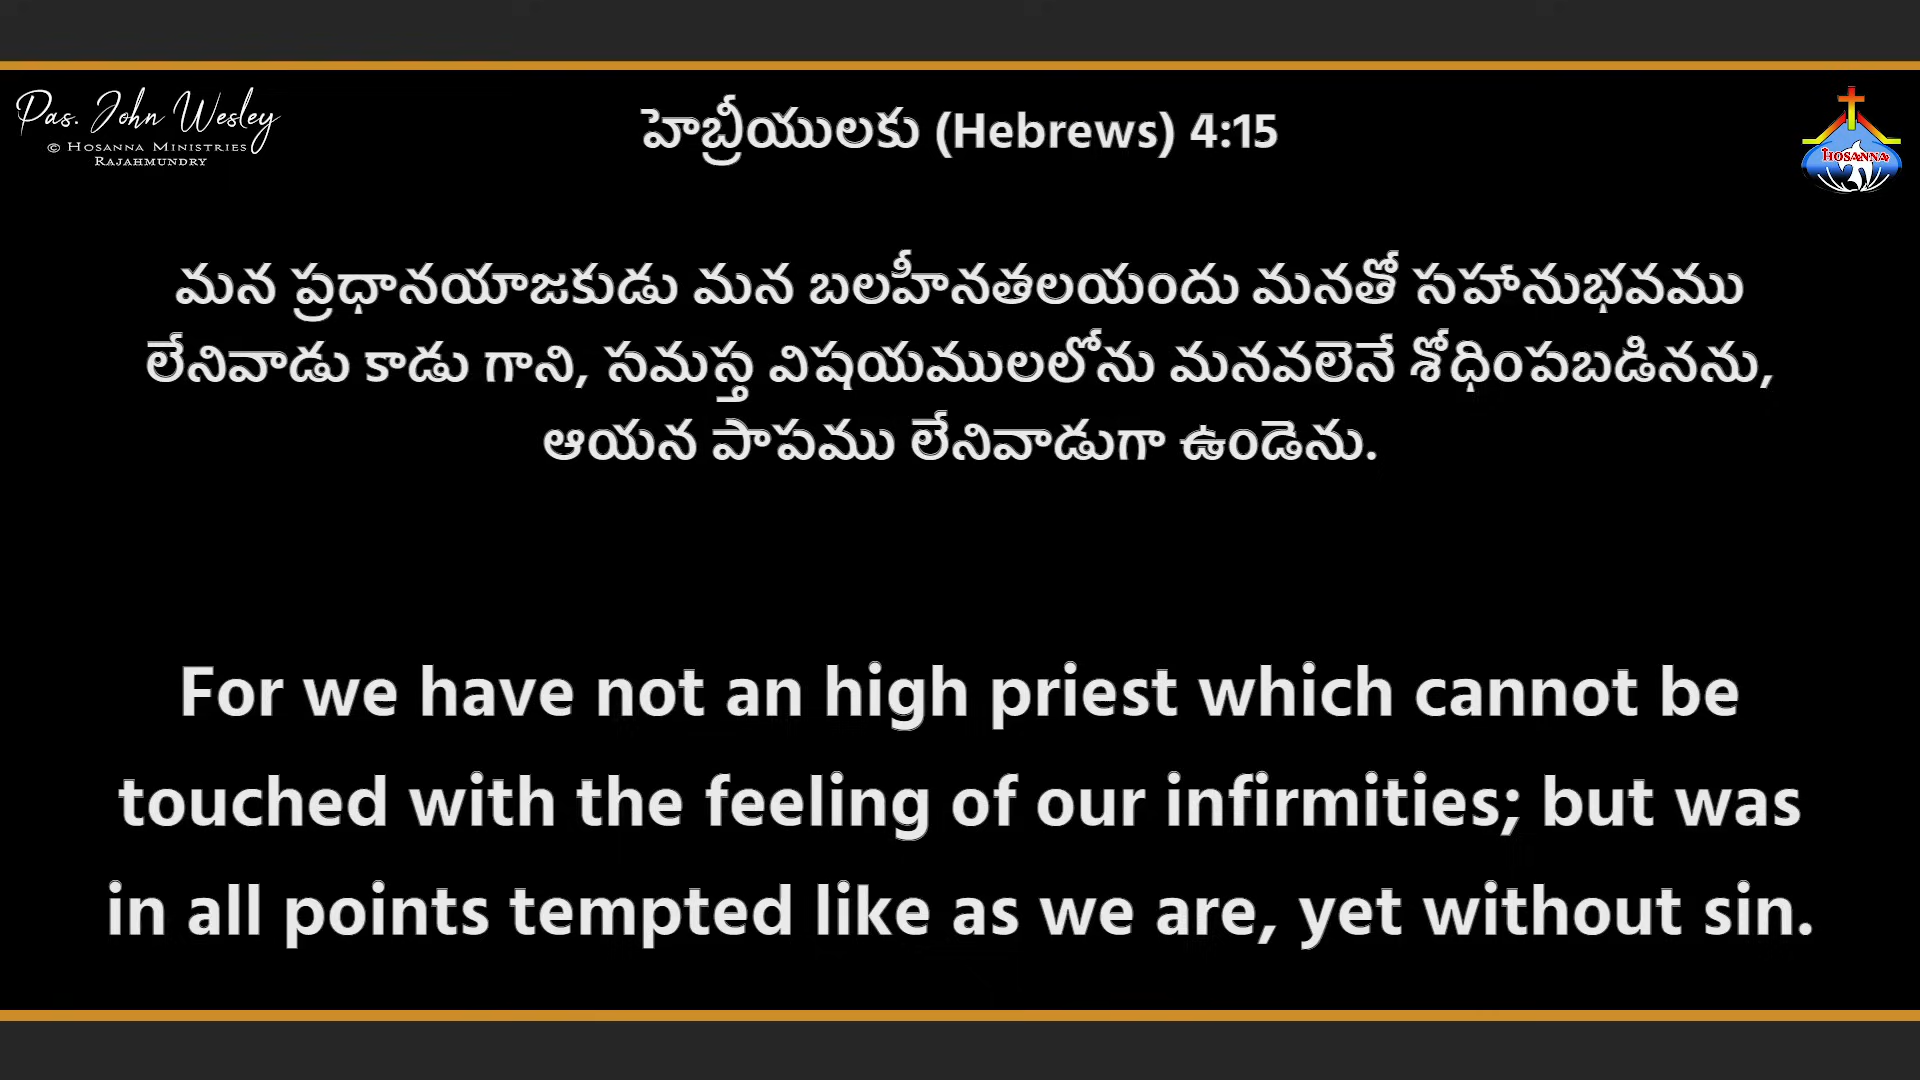 Pas. John Wesley
© Hosanna Ministries
Rajahmundry
హెబ్రీయులకు (Hebrews) 4:15
HOSANNA
మన ప్రధానయాజకుడు మన బలహీనతలయందు మనతో సహానుభవము
లేనివాడు కాడు గాని, సమస్త విషయములలోను మనవలెనే శోధింపబడినను,
ఆయన పాపము లేనివాడుగా ఉండెను.
For we have not an high priest which cannot be
touched with the feeling of our infirmities; but was
in all points tempted like as we are, yet without sin.